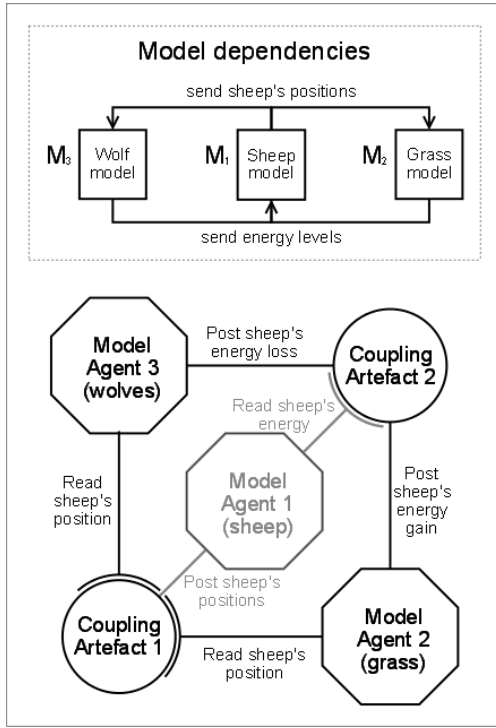 Model dependencies
send sheep's positions
M3
Wolf
model
M1
Sheep
model
M2
Grass
model
send energy levels
Model
Agent 3
(wolves)
Post sheep's
energy loss
Coupling
Artefact 2
Read sheep's
energy
Model
Agent 1
(sheep)
Read
sheep's
position
Post
sheep's
energy
gain
Post sheep's
positions
Coupling
Artefact 1
Read sheep's
position
Model
Agent 2
(grass)